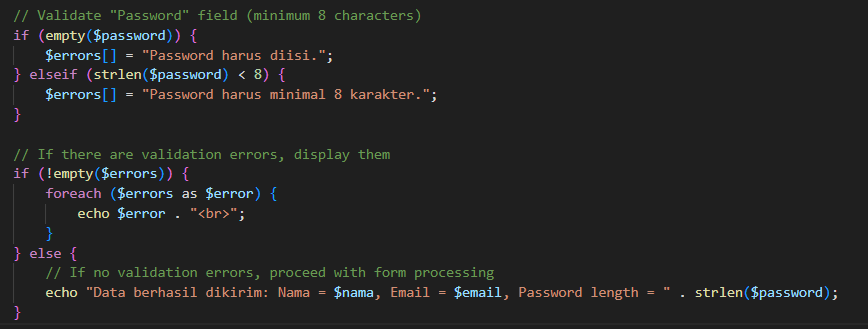 // Validate "Password" field (minimum 8 characters)
if (empty($password)) {
    $errors[] = "Password harus diisi.";
} elseif (strlen($password) < 8) {
    $errors[] = "Password harus minimal 8 karakter.";
}

// If there are validation errors, display them
if (!empty($errors)) {
    foreach ($errors as $error) {
        echo $error . "<br>";
    }
} else {
    // If no validation errors, proceed with form processing
    echo "Data berhasil dikirim: Nama = $nama, Email = $email, Password length = " . strlen($password);
}